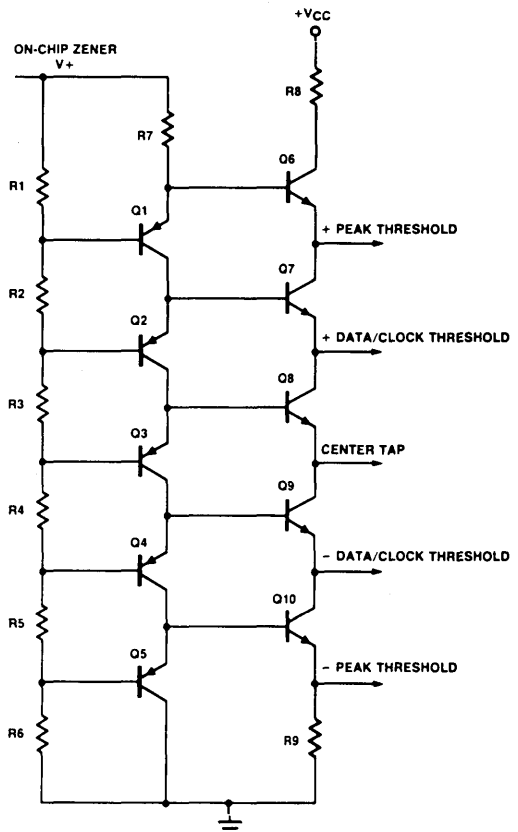 +VCC
ON-CHIP ZENER
V+
R8
R7
Q6
R1
Q1
+ PEAK THRESHOLD
Q7
R2
Q2
+ DATA/CLOCK THRESHOLD
Q8
R3
Q3
CENTER TAP
Q9
R4
Q4
− DATA/CLOCK THRESHOLD
Q10
R5
Q5
− PEAK THRESHOLD
R6
R9